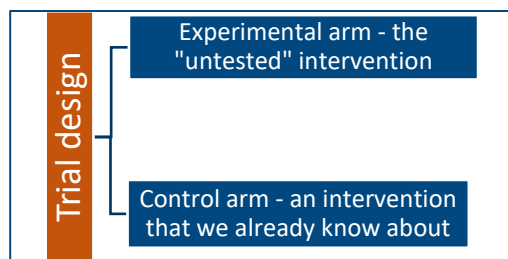 Trial design
Experimental arm - the
"untested" intervention
Control arm - an intervention
that we already know about